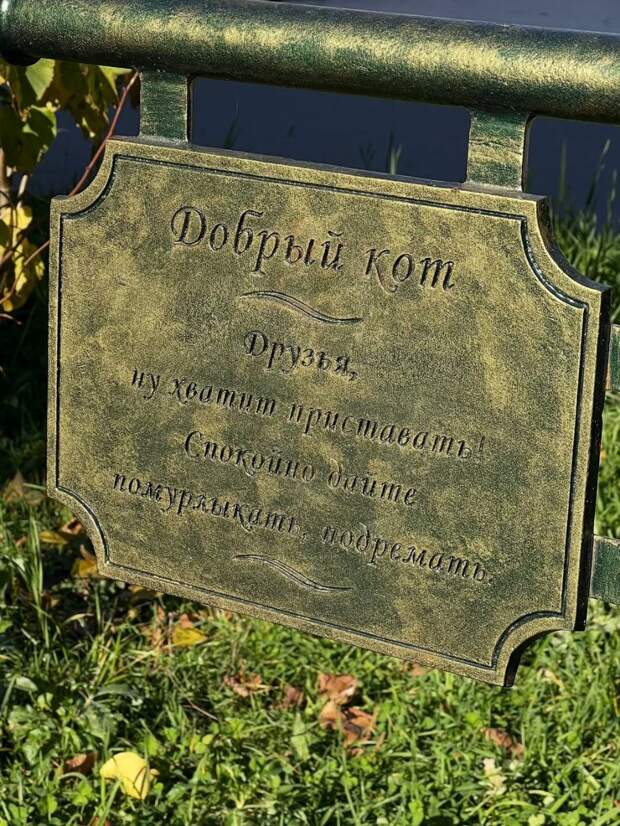 Добрый кот
Друзья,
ну хватит приставать!
Спокойно дайте
помурлыкать, подремать.